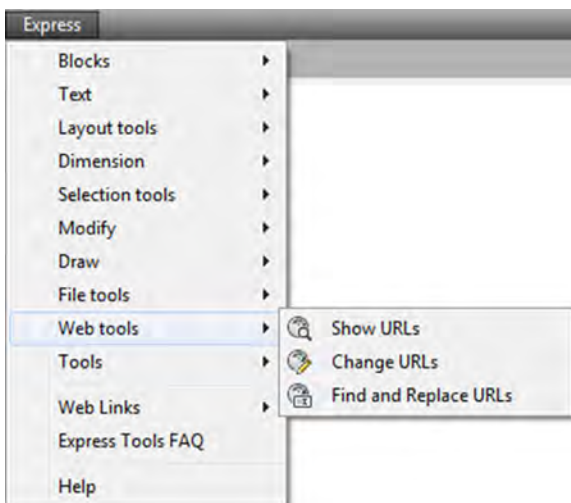 Express
Blocks
Text
Layout tools
Dimension
Selection tools
Modify
Draw
File tools
Web tools
Show URLs
Tools
Change URLs
Find and Replace URLs
Web Links
Express Tools FAQ
Help